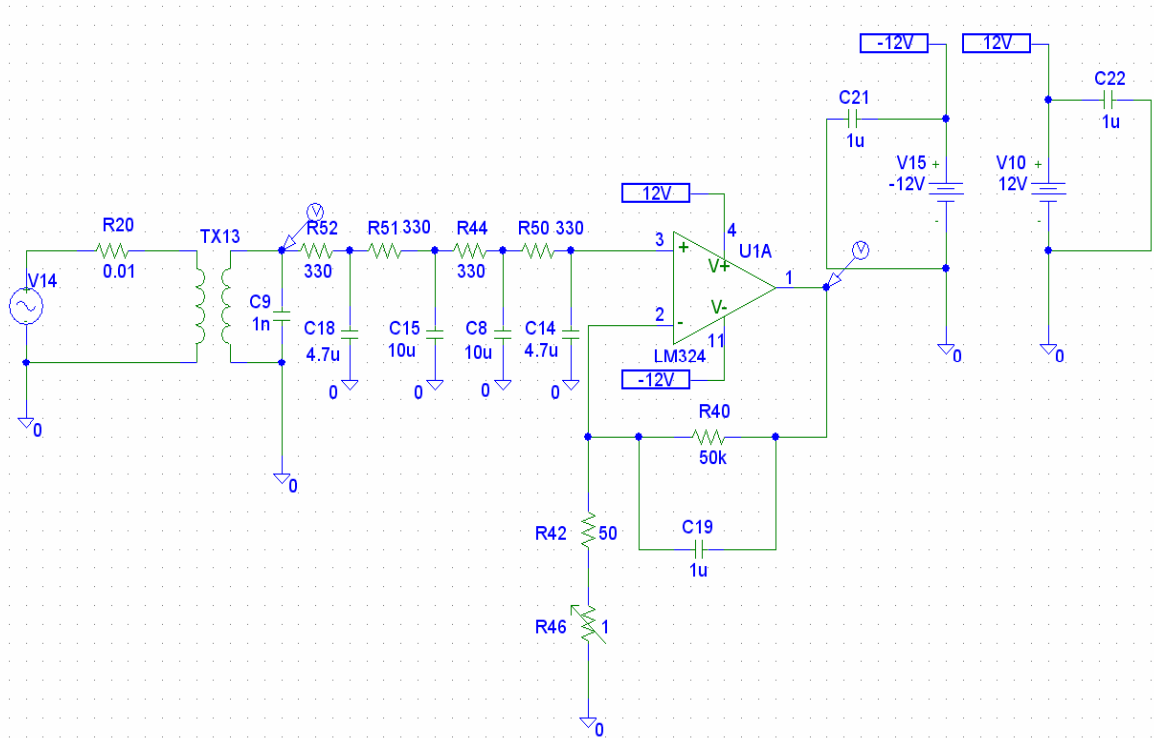 -12V
12V
C22
1u
C21
1u
V15
-12V
+
-
V10
12V
+
-
0
0
12V
4
R20
0.01
TX13
V
R52
330
R51 330
R44
330
R50 330
3
+
V+
U1A
1
V
V14
+
-
C9
1n
C18
4.7u
C15
10u
C8
10u
C14
4.7u
2
-
V-
11
LM324
-12V
0
0
0
0
0
0
R40
50k
R42
50
C19
1u
R46
1
0